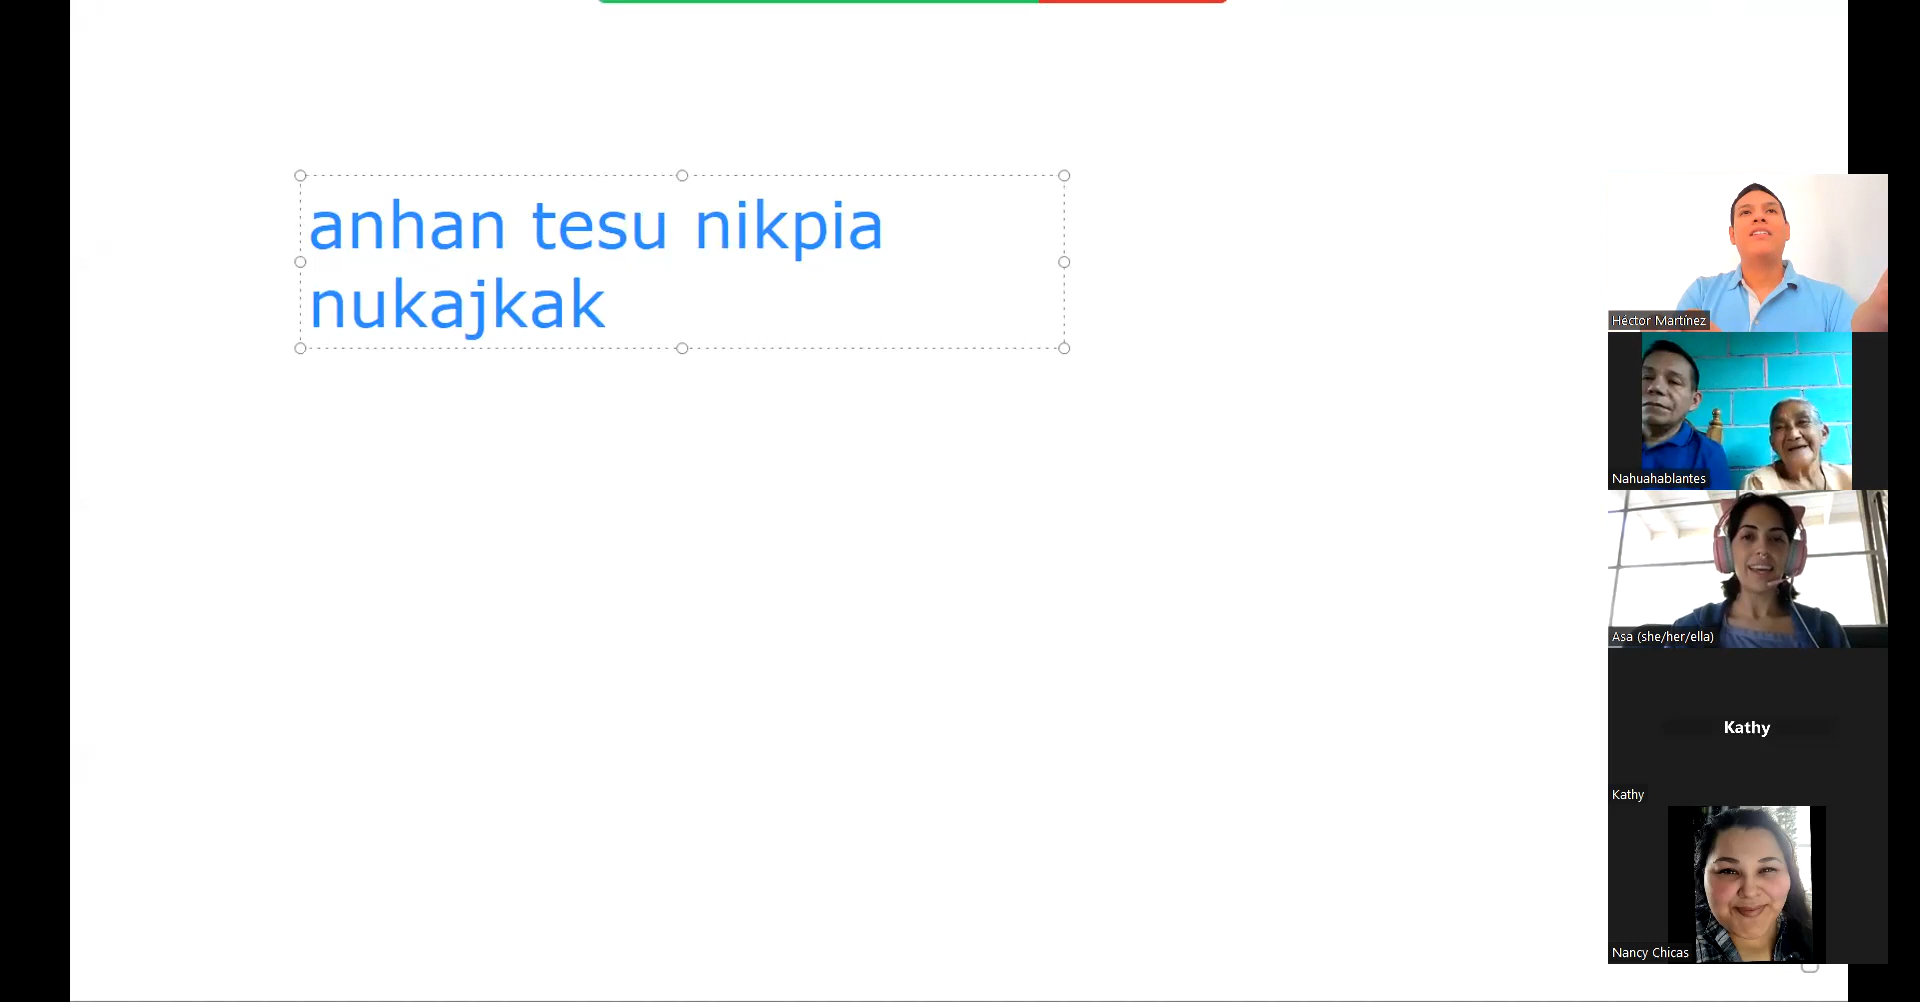 anhan tesu nikpia
nukajkak
Héctor Martínez
Nahuahablantes
Asa (she/her/ella)
Kathy
Kathy
Nancy Chicas